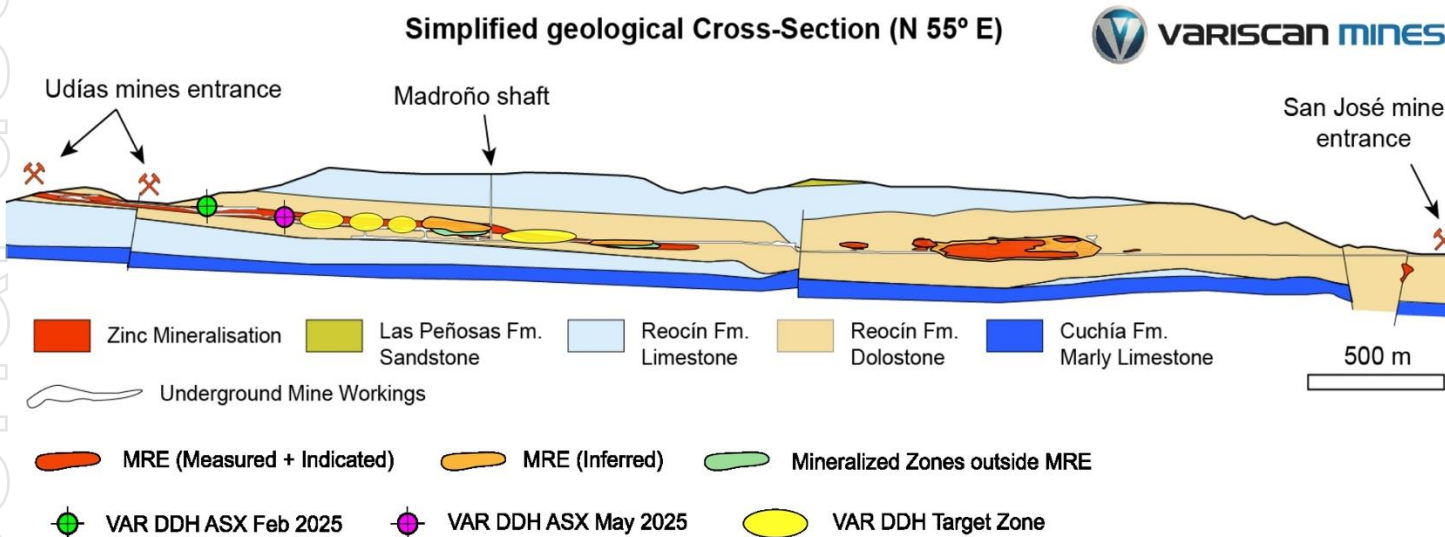 Simplified geological Cross-Section (N 55º E)
VARISCAN MINES
Udías mines entrance
Madroño shaft
San José mine
entrance
Zinc Mineralisation
Las Peñosas Fm.
Sandstone
Reocín Fm.
Limestone
Reocín Fm.
Dolostone
Cuchía Fm.
Marly Limestone
500 m
Underground Mine Workings
MRE (Measured + Indicated)
MRE (Inferred)
Mineralized Zones outside MRE
VAR DDH ASX Feb 2025
VAR DDH ASX May 2025
VAR DDH Target Zone